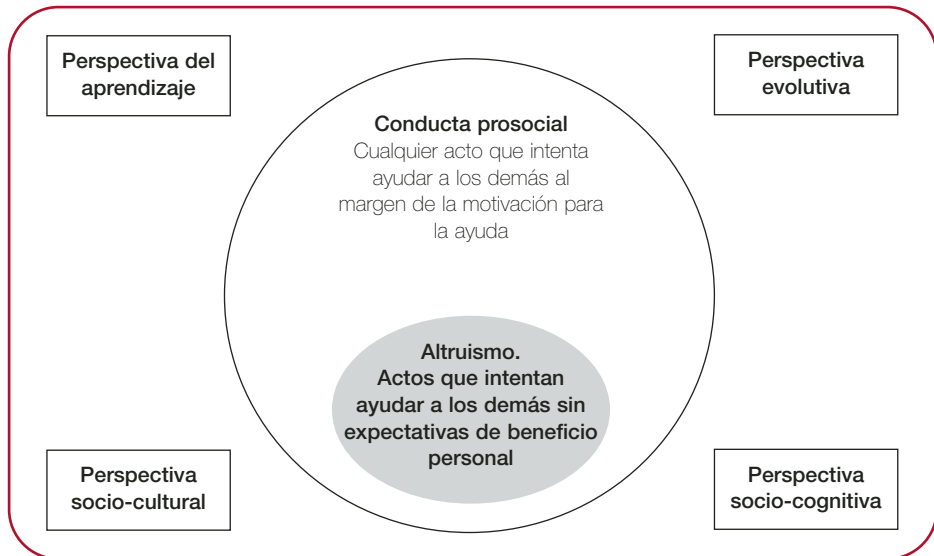 Perspectiva del
aprendizaje
Perspectiva
evolutiva
Conducta prosocial
Cualquier acto que intenta
ayudar a los demás al
margen de la motivación para
la ayuda
Altruismo.
Actos que intentan
ayudar a los demás sin
expectativas de beneficio
personal
Perspectiva
socio-cultural
Perspectiva
socio-cognitiva